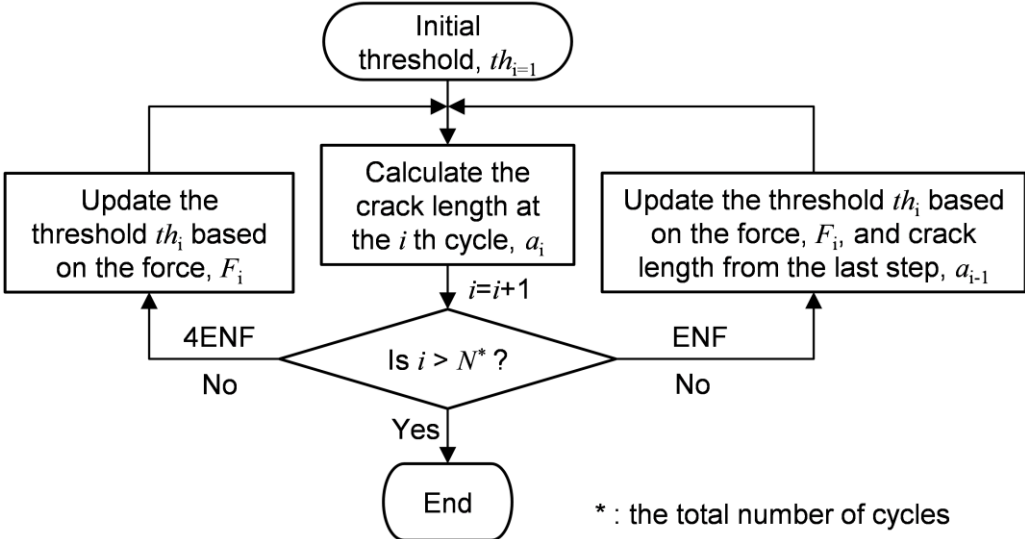 Initial
threshold, th_{i=1}
Calculate the
crack length at
the i th cycle, a_i
Update the
threshold th_i based
on the force, F_i
Update the threshold th_i based
on the force, F_i, and crack
length from the last step, a_{i-1}
i=i+1
4ENF
No
Is i > N* ?
ENF
No
Yes
End
* : the total number of cycles